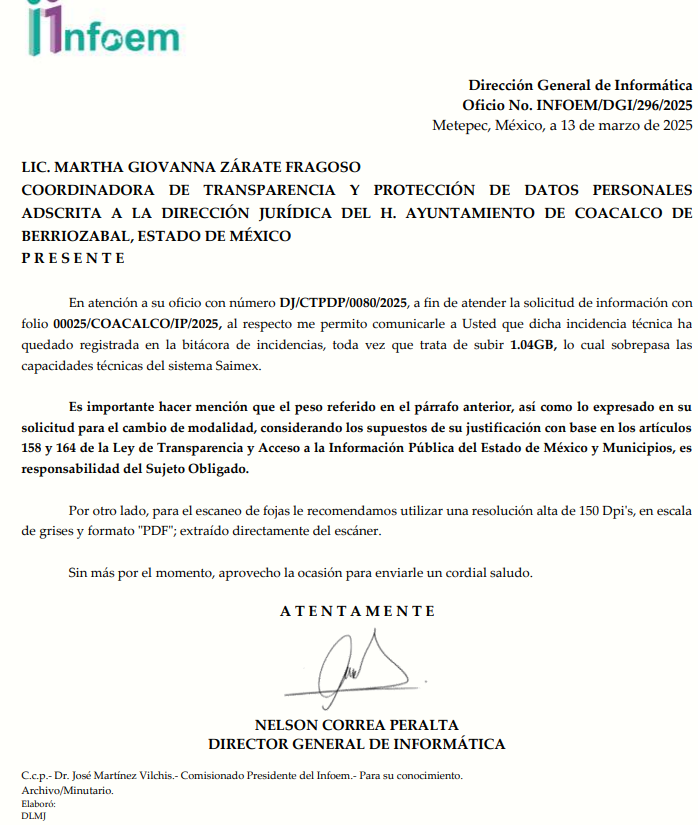 infoem
Dirección General de Informática
Oficio No. INFOEM/DGI/296/2025
Metepec, México, a 13 de marzo de 2025
LIC. MARTHA GIOVANNA ZÁRATE FRAGOSO
COORDINADORA DE TRANSPARENCIA Y PROTECCIÓN DE DATOS PERSONALES
ADSCRITA A LA DIRECCIÓN JURÍDICA DEL H. AYUNTAMIENTO DE COACALCO DE
BERRIOZABAL, ESTADO DE MÉXICO
P R E S E N T E
En atención a su oficio con número DJ/CTPDP/0080/2025, a fin de atender la solicitud de información con
folio 00025/COACALCO/IP/2025, al respecto me permito comunicarle a Usted que dicha incidencia técnica ha
quedado registrada en la bitácora de incidencias, toda vez que trata de subir 1.04GB, lo cual sobrepasa las
capacidades técnicas del sistema Saimex.
Es importante hacer mención que el peso referido en el párrafo anterior, así como lo expresado en su
solicitud para el cambio de modalidad, considerando los supuestos de su justificación con base en los artículos
158 y 164 de la Ley de Transparencia y Acceso a la Información Pública del Estado de México y Municipios, es
responsabilidad del Sujeto Obligado.
Por otro lado, para el escaneo de fojas le recomendamos utilizar una resolución alta de 150 Dpi's, en escala
de grises y formato "PDF"; extraído directamente del escáner.
Sin más por el momento, aprovecho la ocasión para enviarle un cordial saludo.
A T E N T A M E N T E
NELSON CORREA PERALTA
DIRECTOR GENERAL DE INFORMÁTICA
C.c.p.- Dr. José Martínez Vilchis.- Comisionado Presidente del Infoem.- Para su conocimiento.
Archivo/Minutario.
Elaboró:
DLMJ